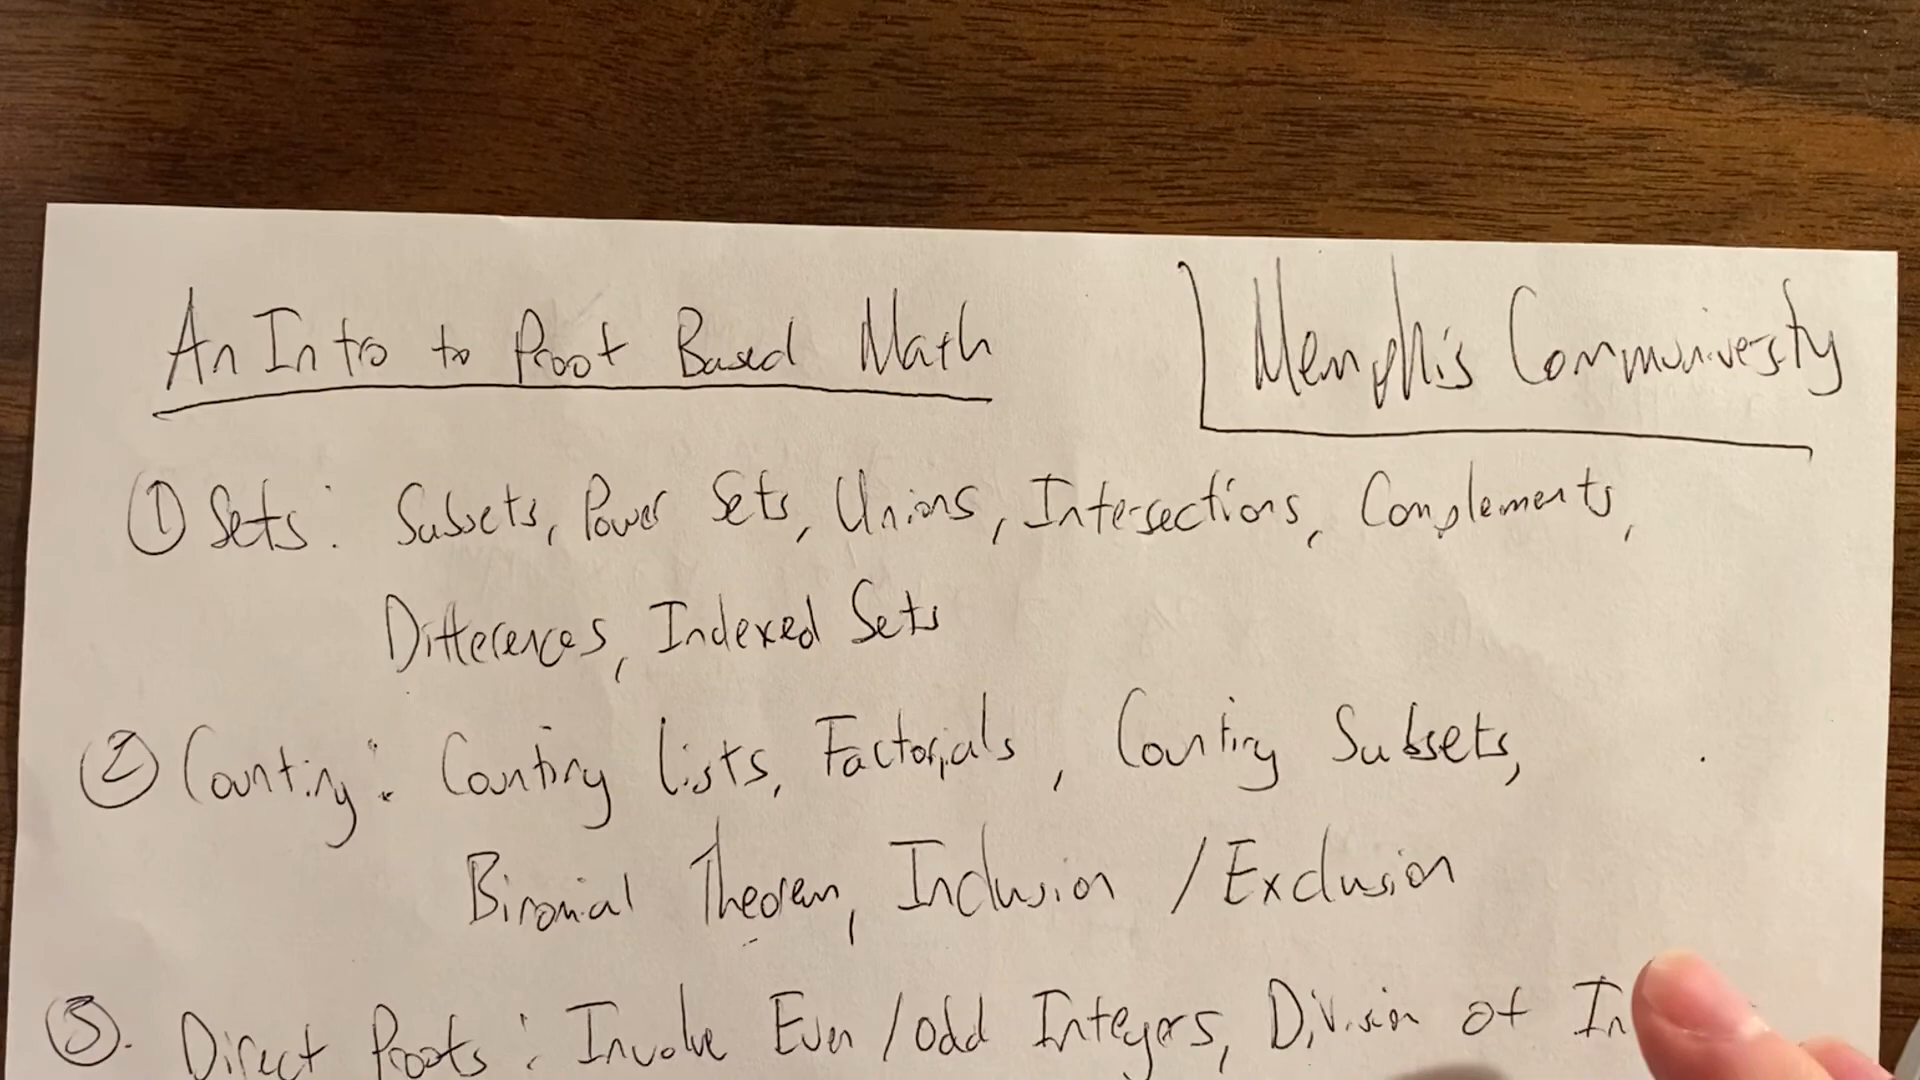 An Intro to Proof Based Math
Memphis Communiversity
① Sets: Subsets, Power Sets, Unions, Intersections, Complements,
Differences, Indexed Sets
② Counting: Counting Lists, Factorials, Counting Subsets,
Binomial Theorem, Inclusion / Exclusion
③. Direct Proofs: Involve Even / odd Integers, Division of In